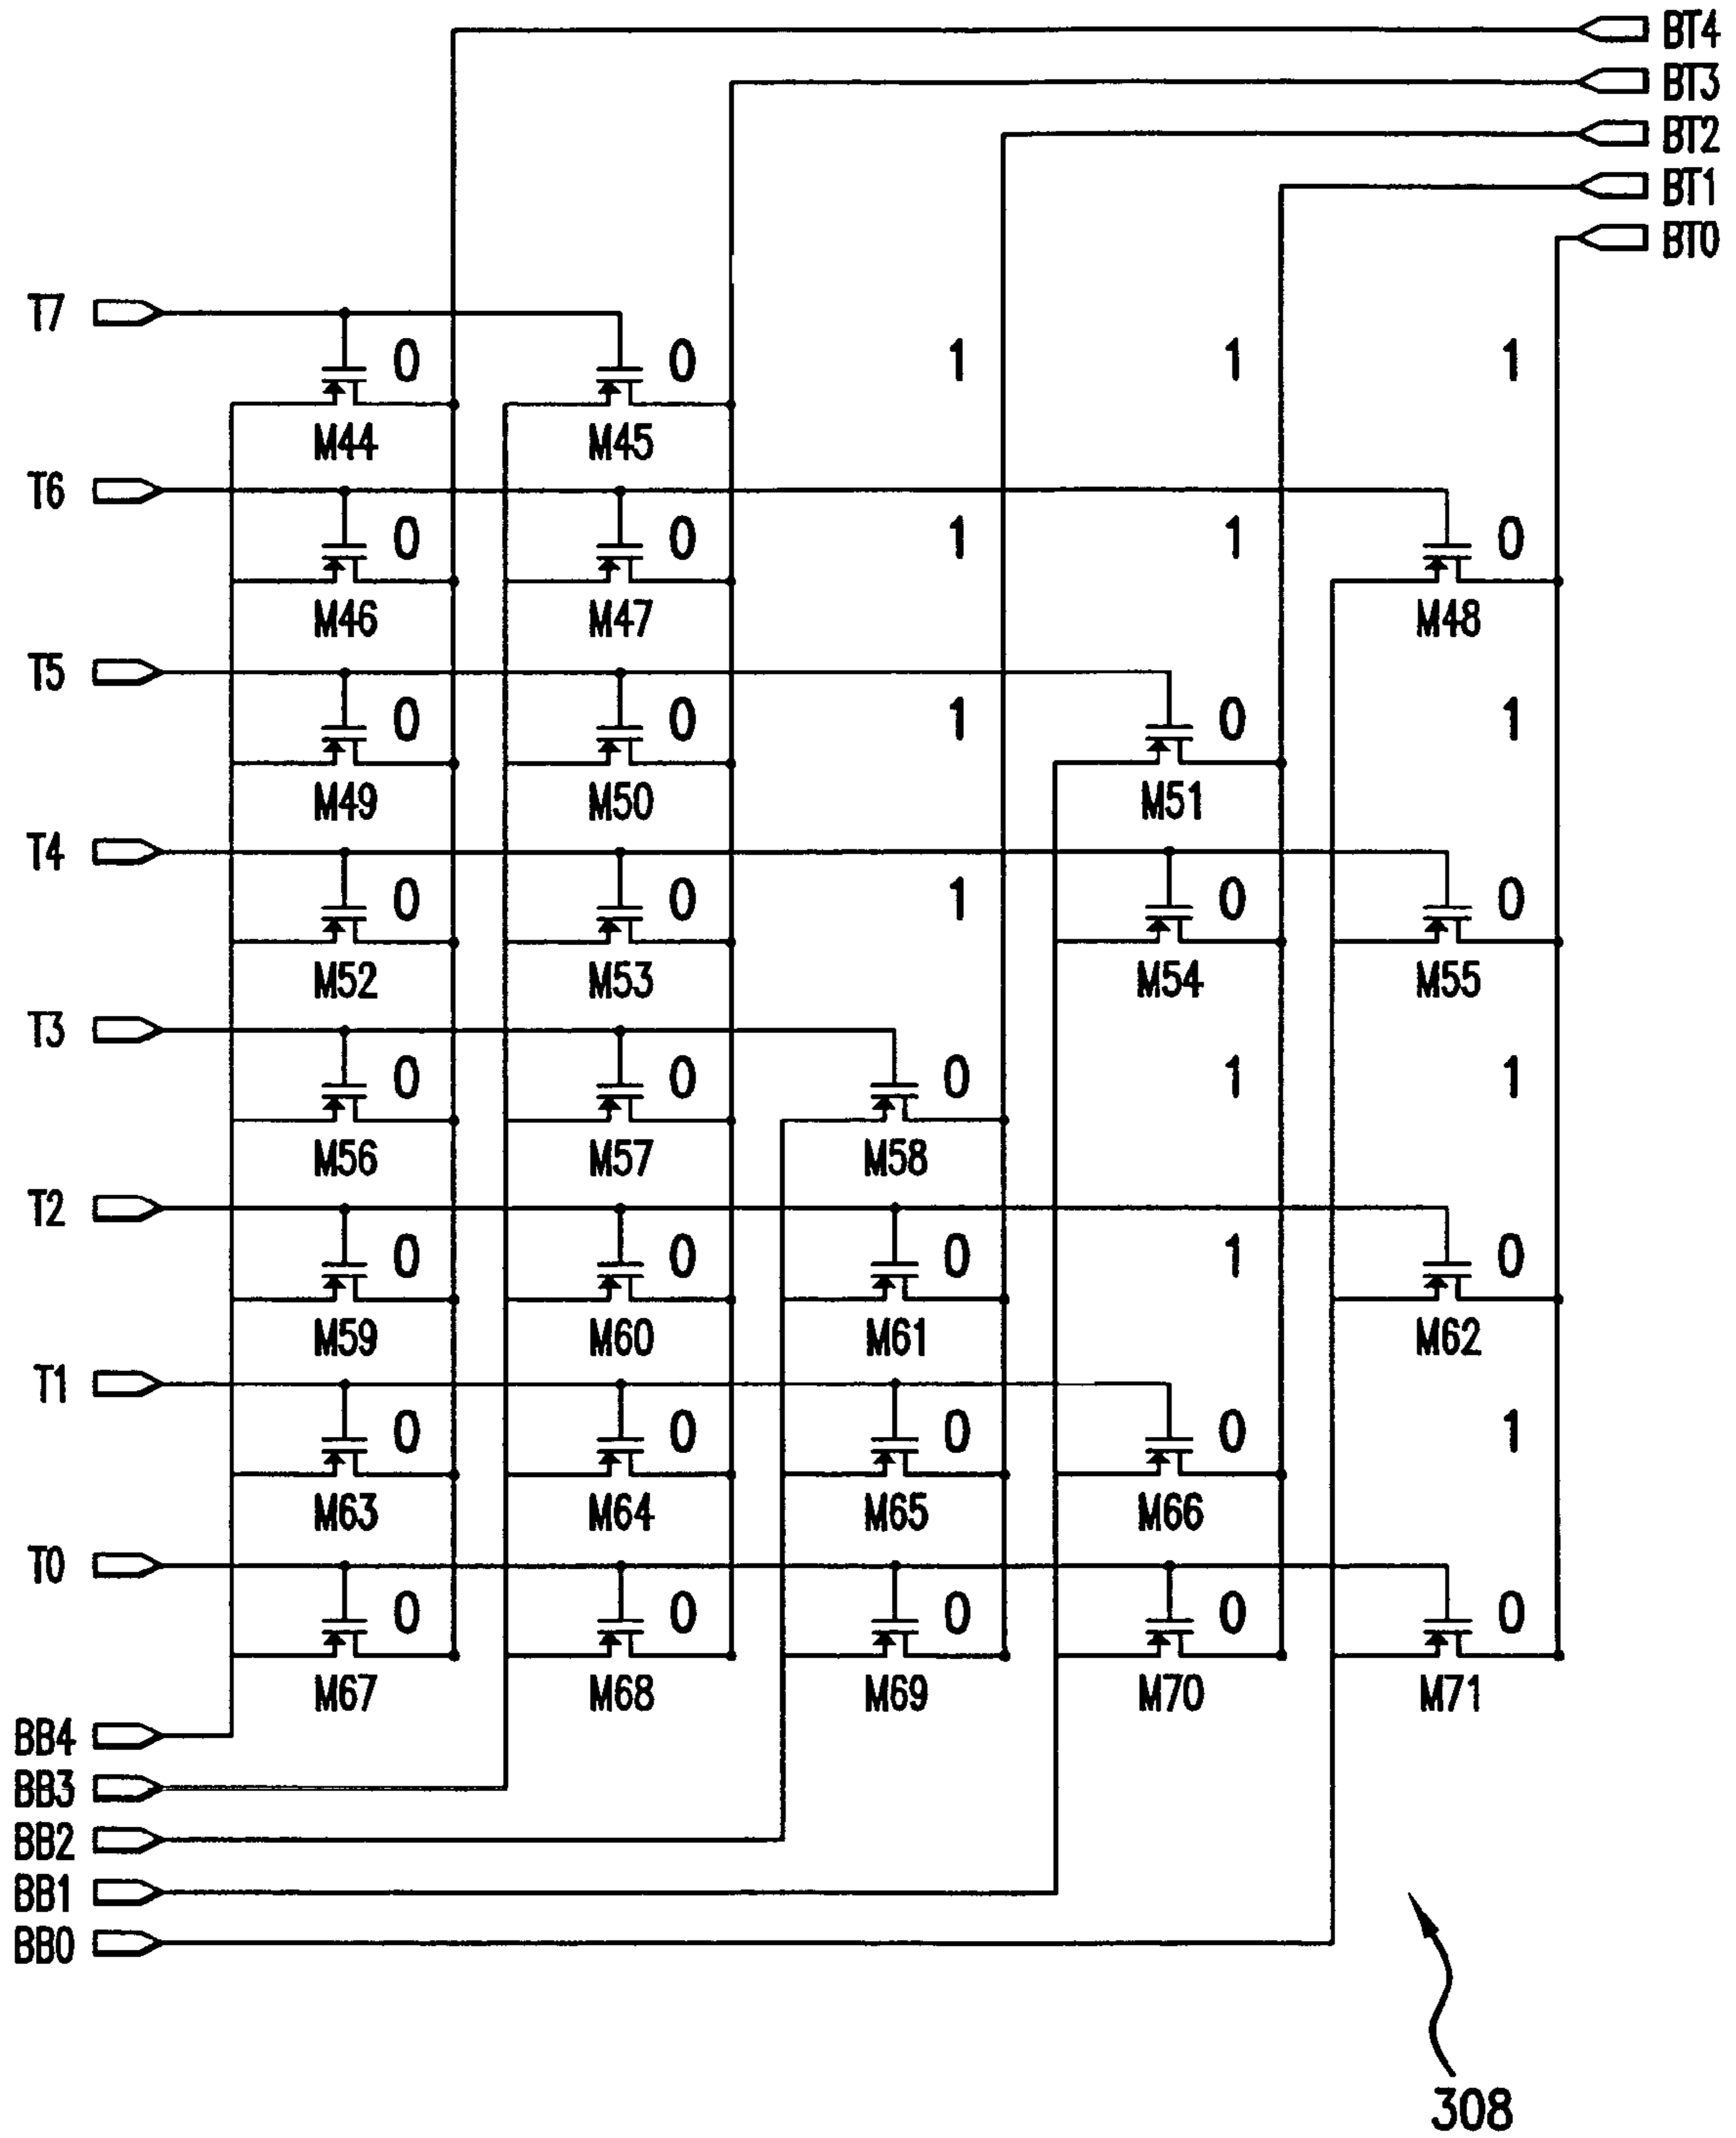 BT4
BT3
BT2
BT1
BT0
T7
0 0 1 1 1
M44 M45
T6
0 0 1 1 0
M46 M47 M48
T5
0 0 1 0 1
M49 M50 M51
T4
0 0 1 0 0
M52 M53 M54 M55
T3
0 0 0 1 1
M56 M57 M58
T2
0 0 0 1 0
M59 M60 M61 M62
T1
0 0 0 0 1
M63 M64 M65 M66
T0
0 0 0 0 0
M67 M68 M69 M70 M71
BB4
BB3
BB2
BB1
BB0
308